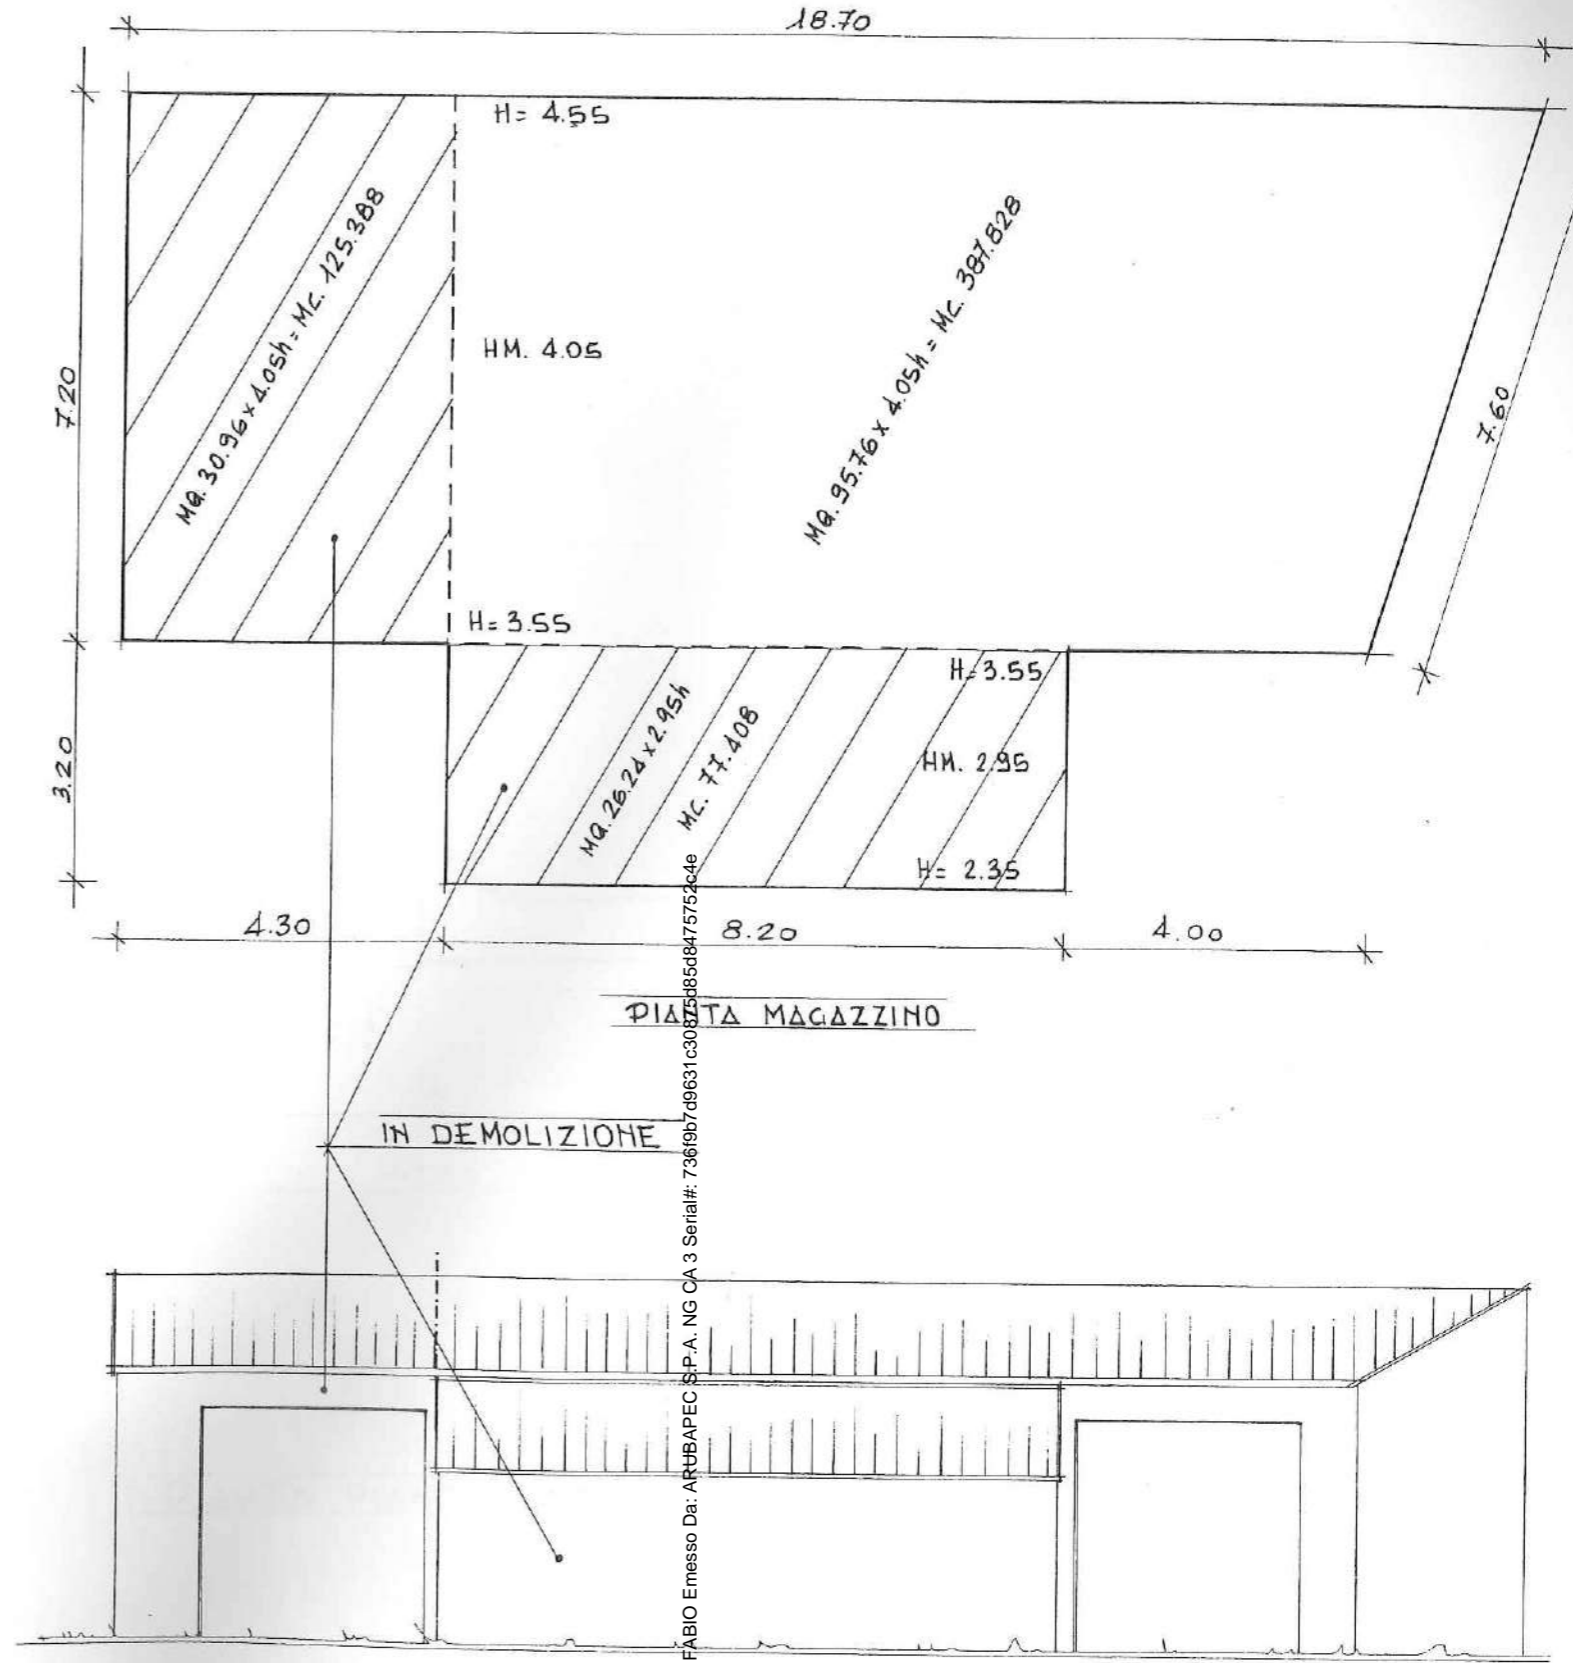 18.70
H= 4.55
MQ. 30.96 x 4.05h = MC. 125.388
MQ. 95.76 x 4.05h = MC. 387.828
HM. 4.05
7.20
7.60
H= 3.55
H= 3.55
MQ. 26.24 x 2.95h
MC. 77.408
HM. 2.95
3.20
H= 2.35
4.30
8.20
4.00
PIANTA MAGAZZINO
IN DEMOLIZIONE
FABIO Emesso Da: ARUBAPEC S.P.A. NG CA 3 Serial#: 736f9b7d9631c30875d85d8475752c4e